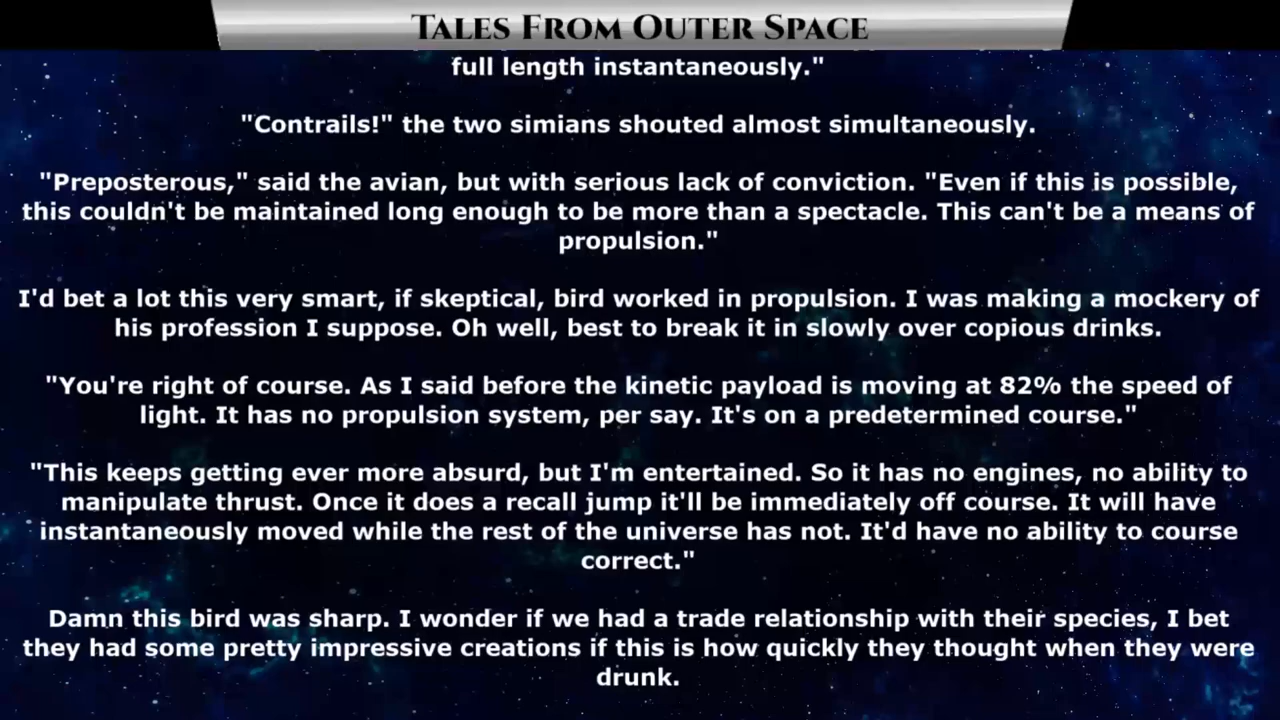 Tales From Outer Space
full length instantaneously."
"Contrails!" the two simians shouted almost simultaneously.
"Preposterous," said the avian, but with serious lack of conviction. "Even if this is possible,
this couldn't be maintained long enough to be more than a spectacle. This can't be a means of
propulsion."
I'd bet a lot this very smart, if skeptical, bird worked in propulsion. I was making a mockery of
his profession I suppose. Oh well, best to break it in slowly over copious drinks.
"You're right of course. As I said before the kinetic payload is moving at 82% the speed of
light. It has no propulsion system, per say. It's on a predetermined course."
"This keeps getting ever more absurd, but I'm entertained. So it has no engines, no ability to
manipulate thrust. Once it does a recall jump it'll be immediately off course. It will have
instantaneously moved while the rest of the universe has not. It'd have no ability to course
correct."
Damn this bird was sharp. I wonder if we had a trade relationship with their species, I bet
they had some pretty impressive creations if this is how quickly they thought when they were
drunk.